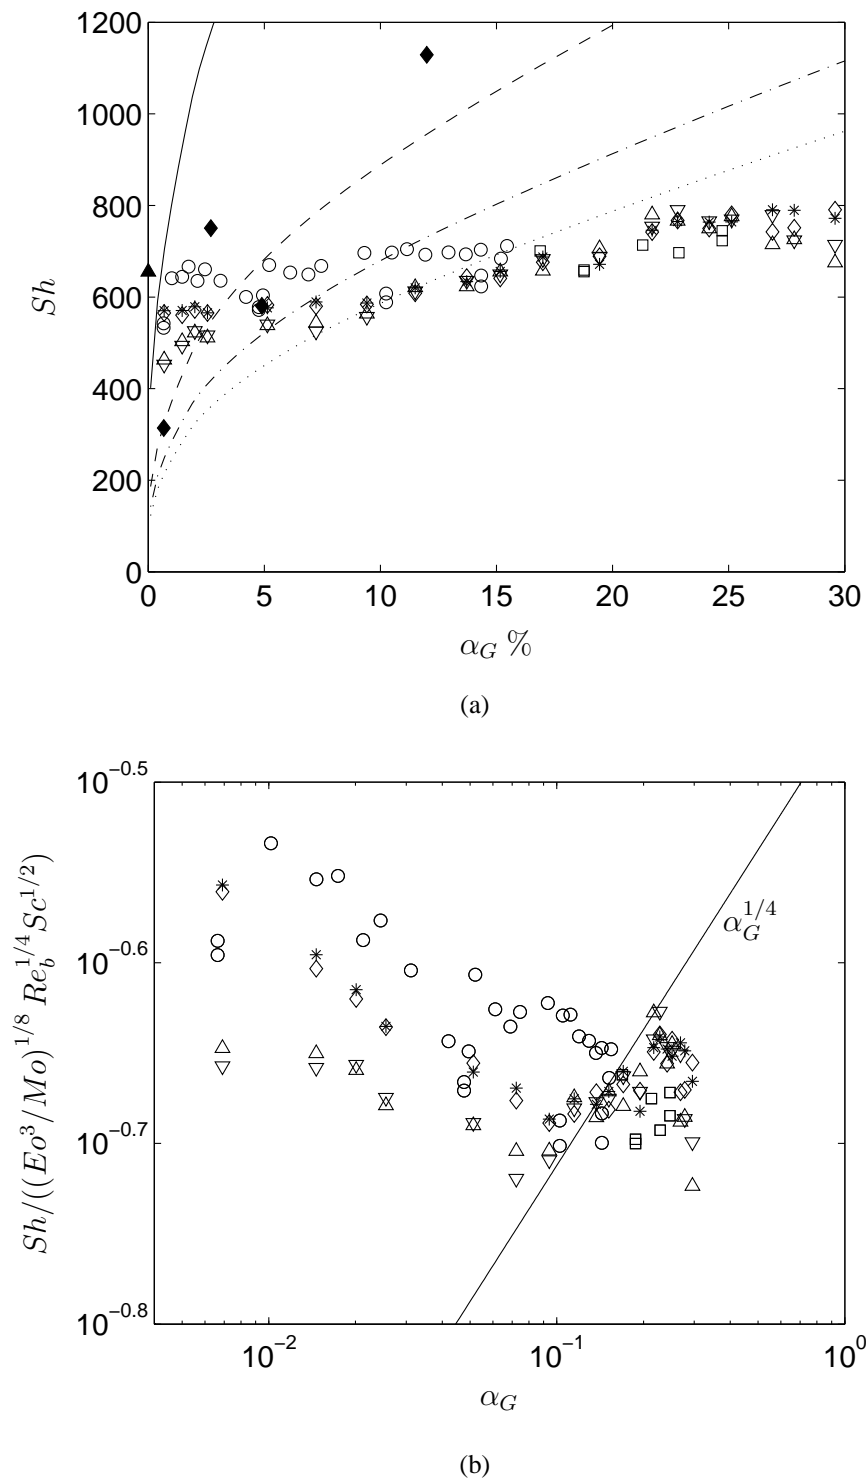 1200
1000
800
600
400
200
0
Sh
0 5 10 15 20 25 30
α_G %
(a)
10^−0.5
10^−0.6
10^−0.7
10^−0.8
Sh/((Eo^3/Mo)^1/8 Re_b^1/4 Sc^1/2)
α_G^1/4
10^−2 10^−1 10^0
α_G
(b)